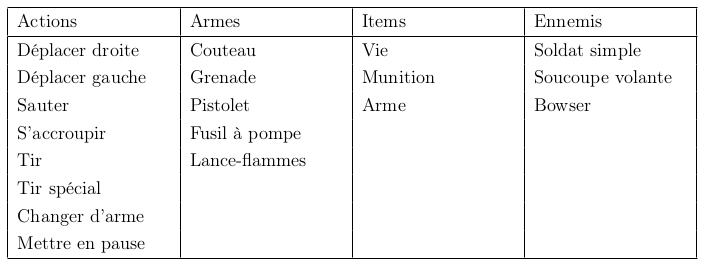 Actions Armes Items Ennemis
Déplacer droite Couteau Vie Soldat simple
Déplacer gauche Grenade Munition Soucoupe volante
Sauter Pistolet Arme Bowser
S'accroupir Fusil à pompe
Tir Lance-flammes
Tir spécial
Changer d'arme
Mettre en pause